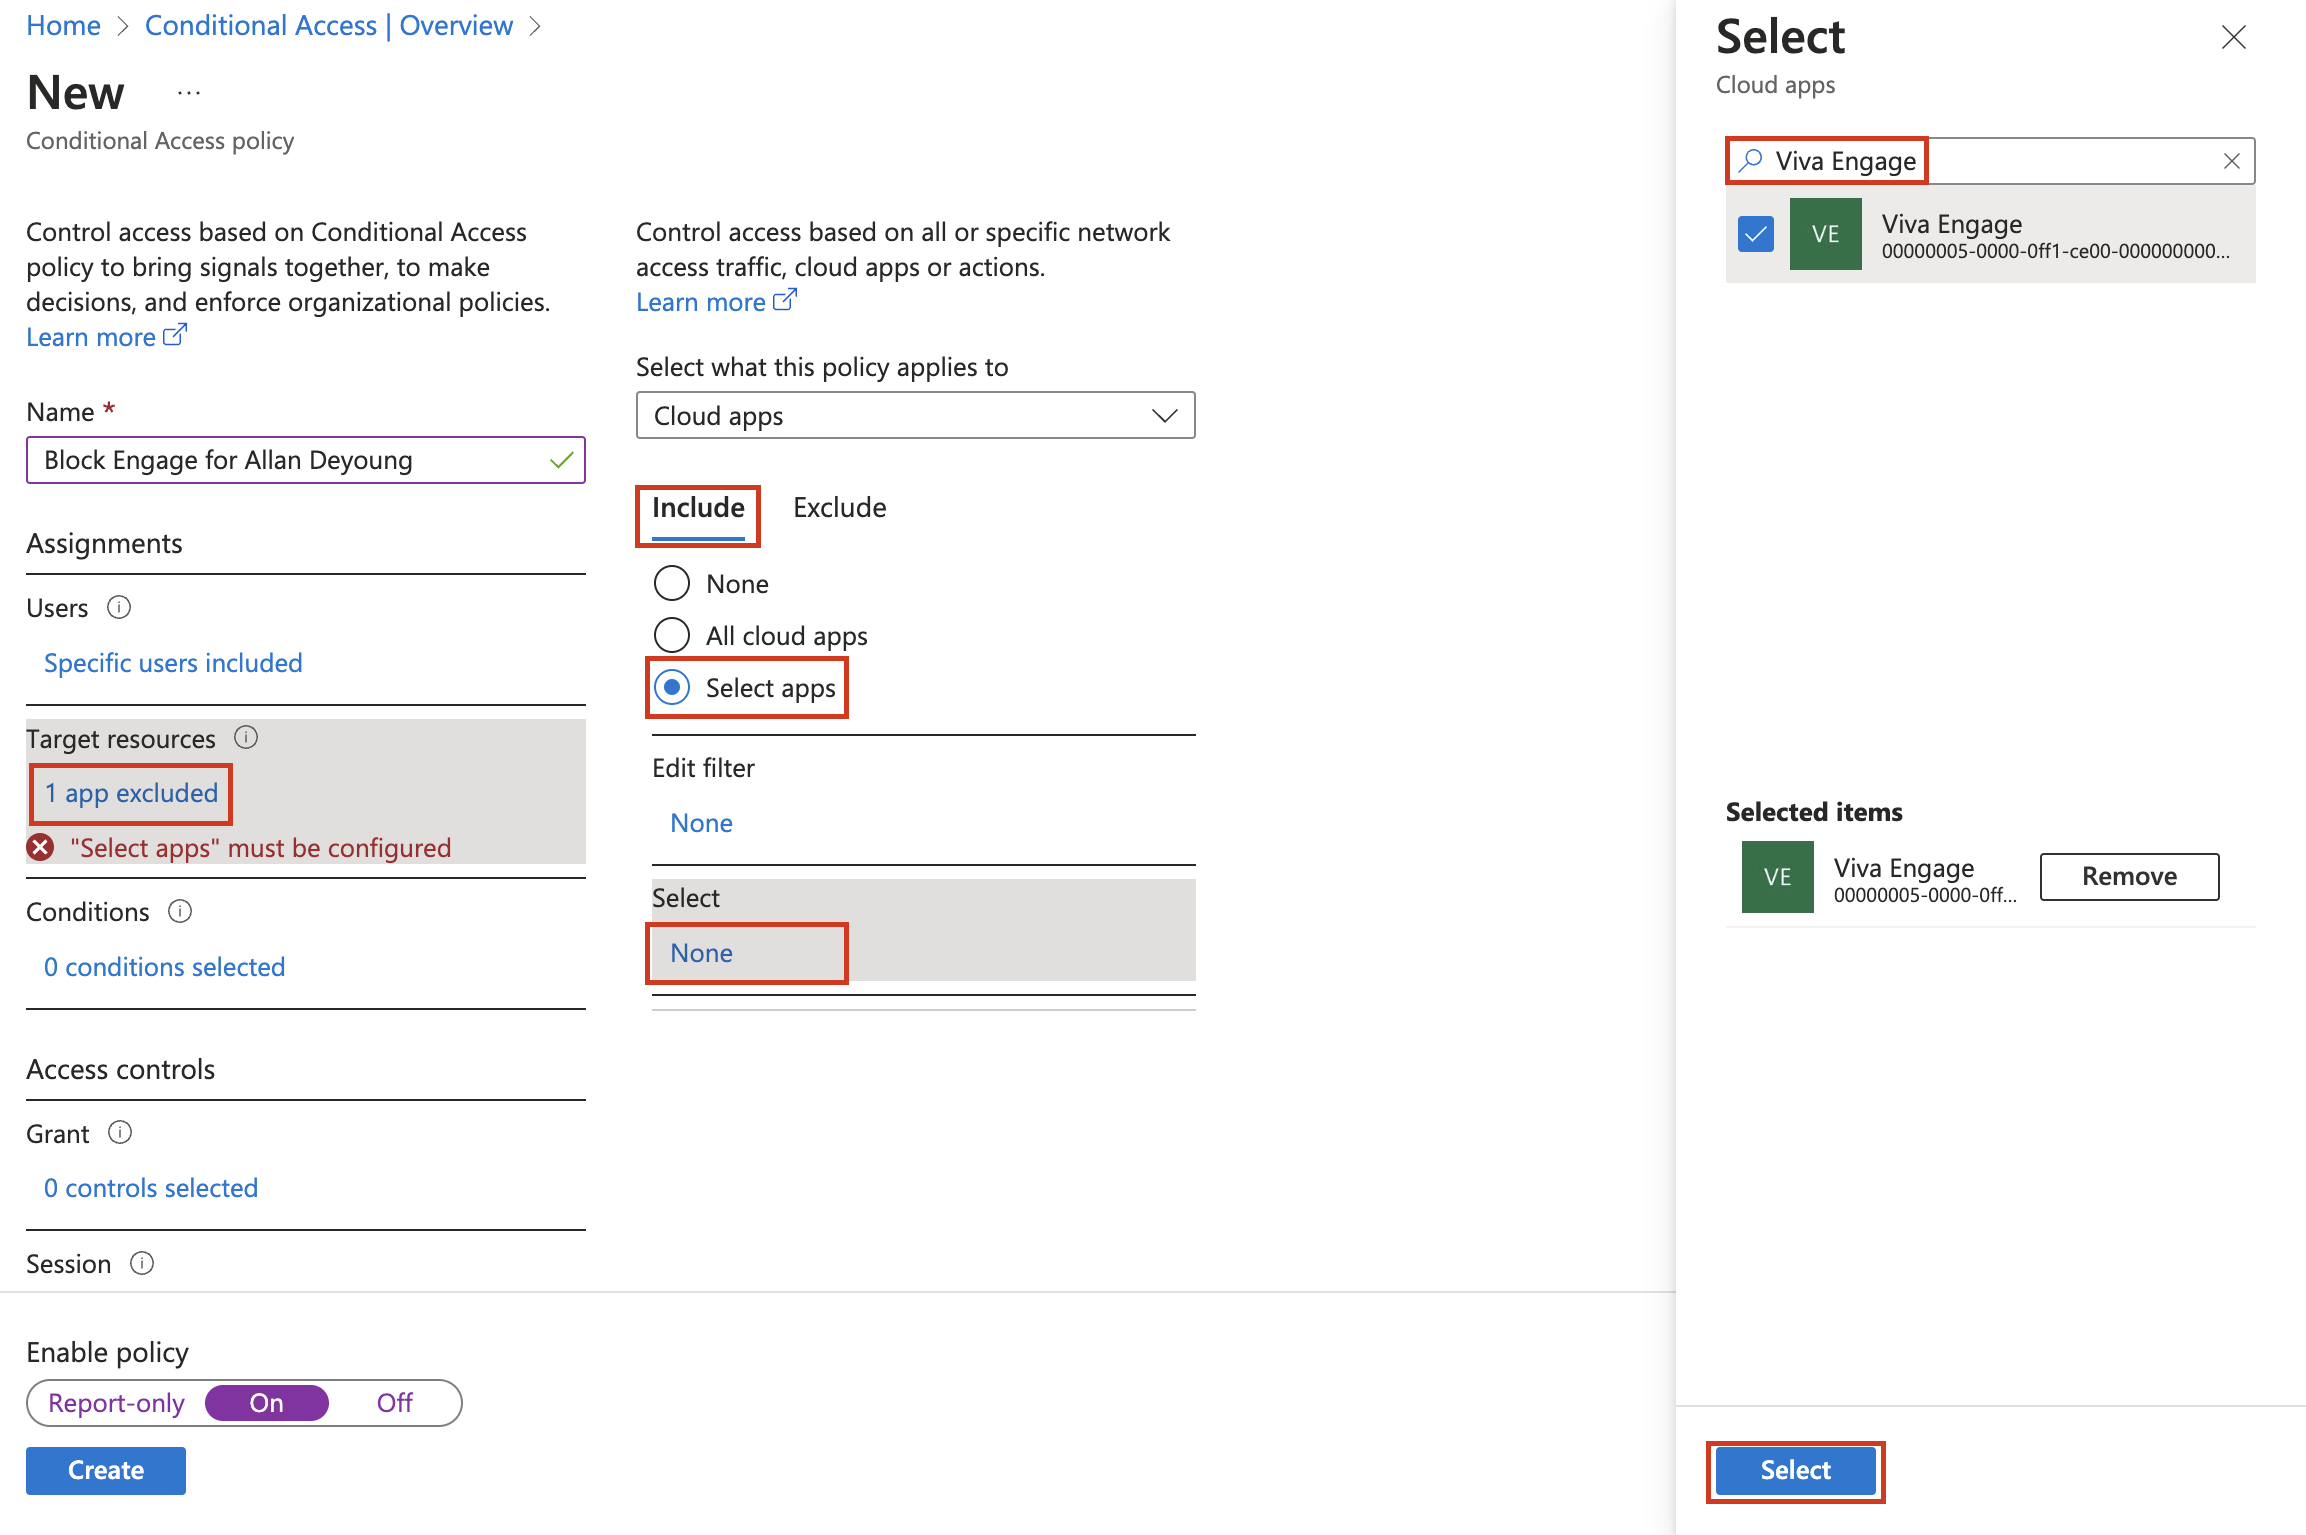 Home > Conditional Access | Overview >
New ...
Conditional Access policy
Control access based on Conditional Access
policy to bring signals together, to make
decisions, and enforce organizational policies.
Learn more
Name *
Block Engage for Allan Deyoung
Assignments
Users
Specific users included
Target resources
1 app excluded
"Select apps" must be configured
Conditions
0 conditions selected
Access controls
Grant
0 controls selected
Session
Enable policy
Report-only On Off
Create
Control access based on all or specific network
access traffic, cloud apps or actions.
Learn more
Select what this policy applies to
Cloud apps
Include Exclude
None
All cloud apps
Select apps
Edit filter
None
Select
None
Select
Cloud apps
Viva Engage
VE
Viva Engage
00000005-0000-0ff1-ce00-000000000...
Selected items
VE
Viva Engage
00000005-0000-0ff...
Remove
Select